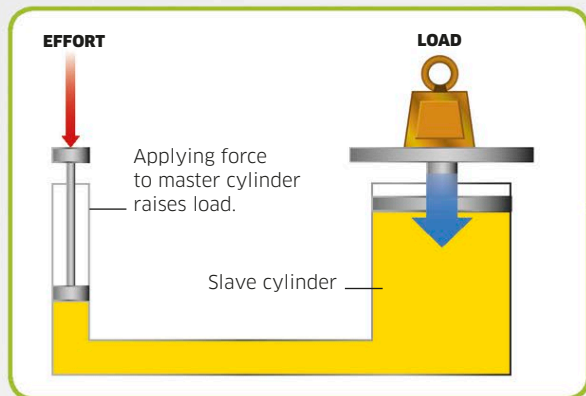 EFFORT
LOAD
Applying force
to master cylinder
raises load.
Slave cylinder